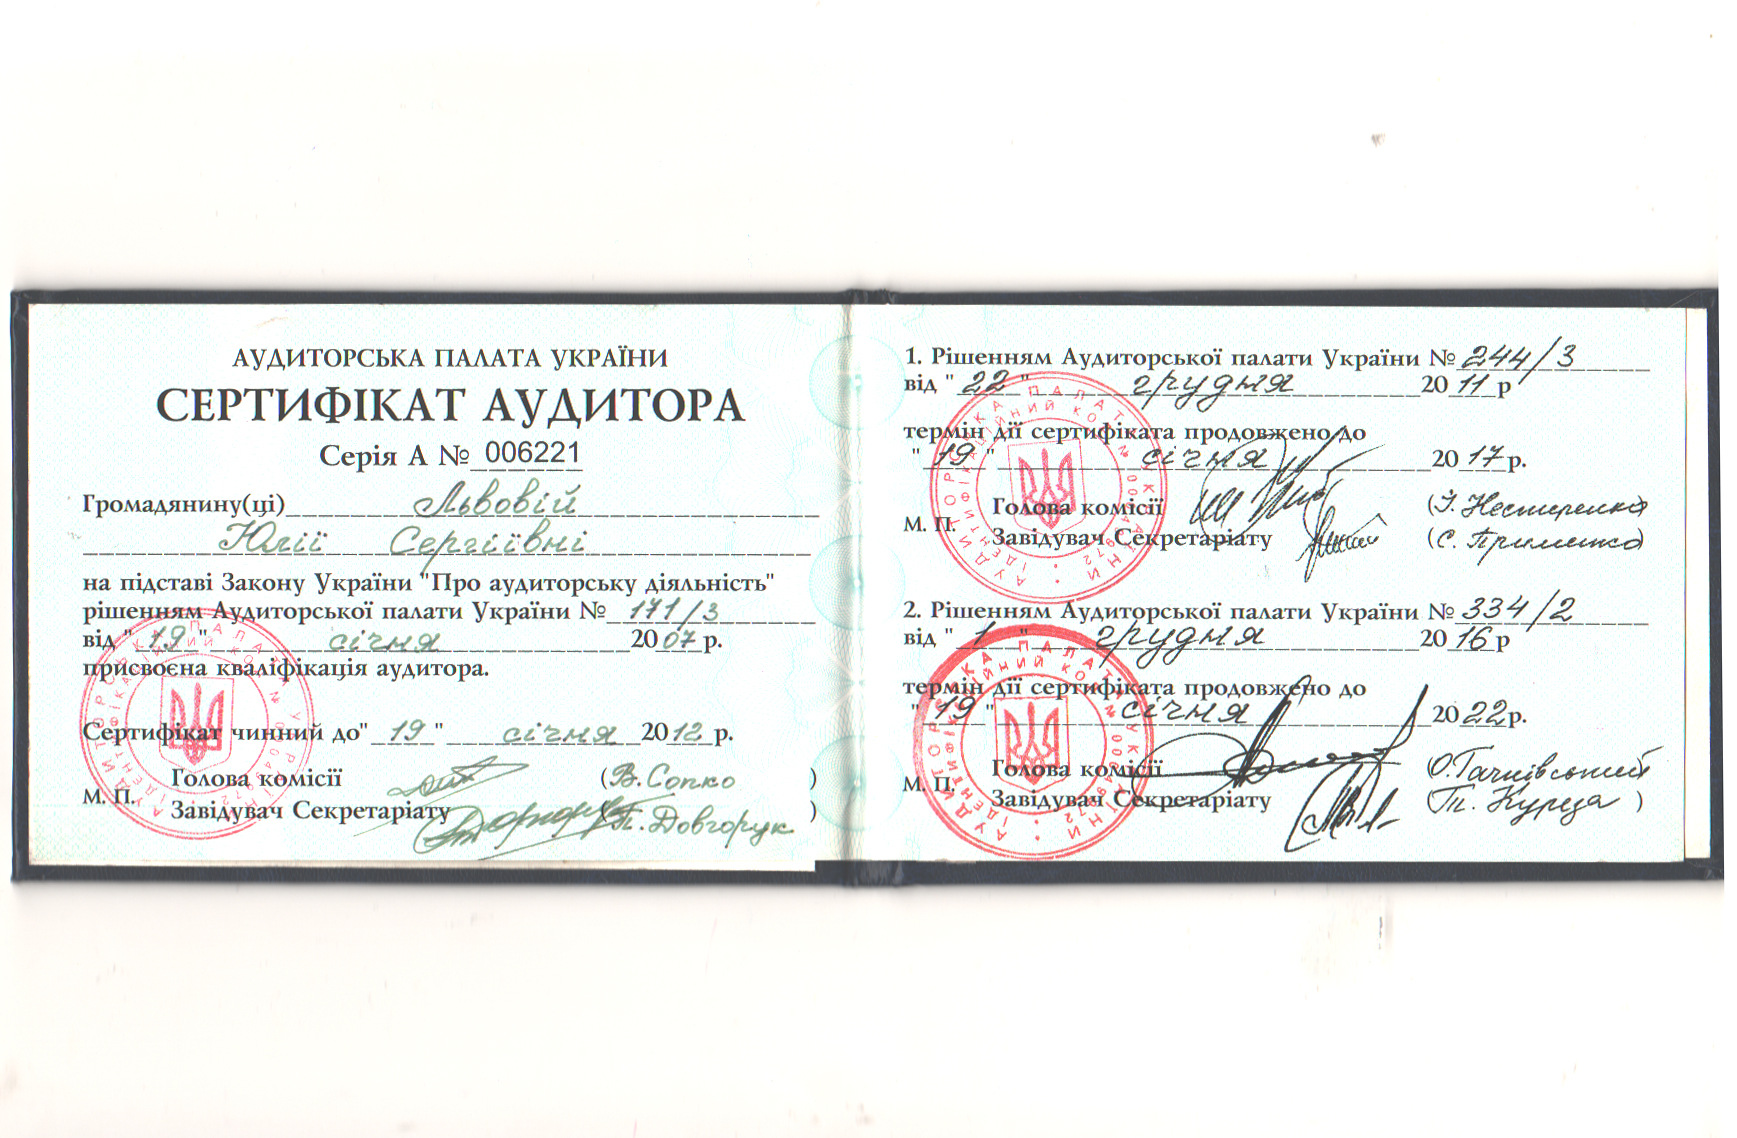 АУДИТОРСЬКА ПАЛАТА УКРАЇНИ
СЕРТИФІКАТ АУДИТОРА
Серія А № 006221
Громадянину(ці) Львовій
Юлії Сергіївні
на підставі Закону України "Про аудиторську діяльність"
рішенням Аудиторської палати України № 171/3
від "19" січня 2007 р.
присвоєна кваліфікація аудитора.
Сертифікат чинний до "19" січня 2012 р.
Голова комісії (В. Сопко)
М. П.
Завідувач Секретаріату (П. Довгорук)
1. Рішенням Аудиторської палати України № 244/3
від "22" грудня 2011 р
термін дії сертифіката продовжено до
"19" січня 2017 р.
Голова комісії (І. Нестеренко)
М. П.
Завідувач Секретаріату (С. Применко)
2. Рішенням Аудиторської палати України № 334/2
від "1" грудня 2016 р
термін дії сертифіката продовжено до
"19" січня 2022 р.
Голова комісії
М. П.
Завідувач Секретаріату (Т. Куреза)